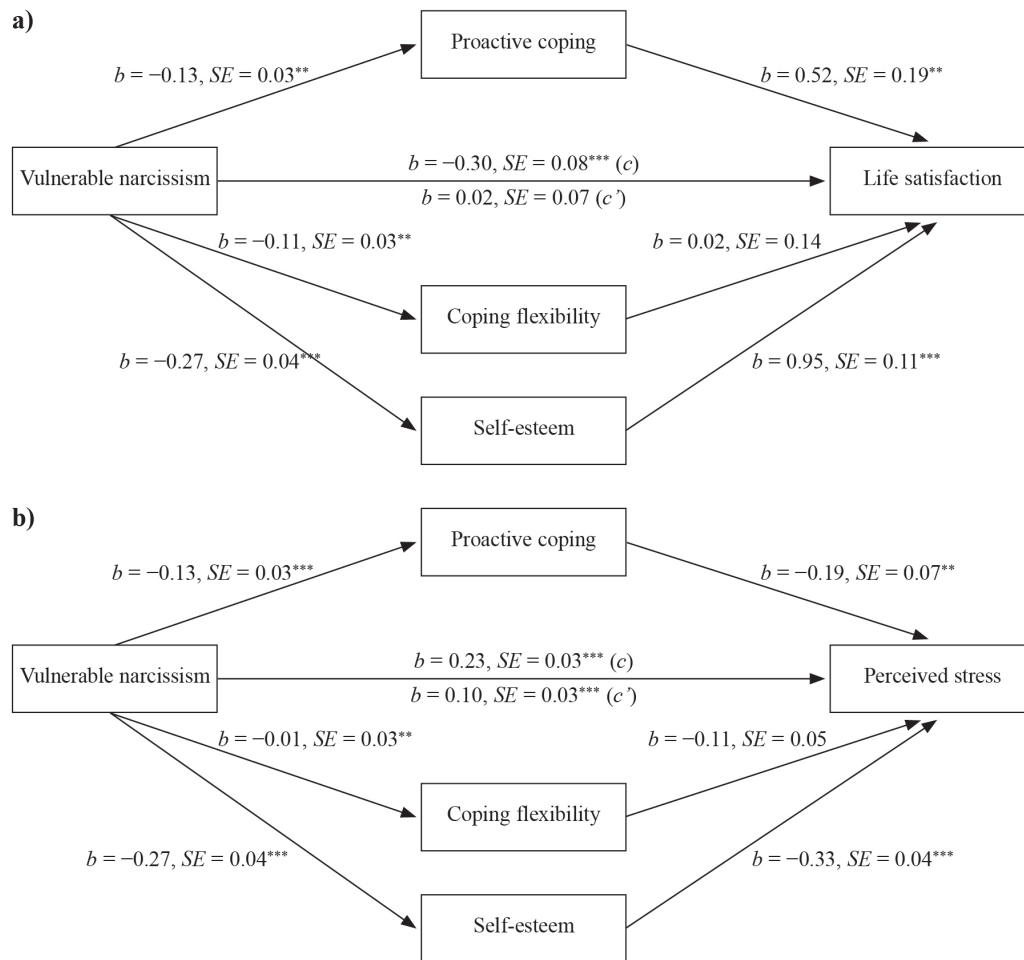 a)
Proactive coping
b = −0.13, SE = 0.03**
b = 0.52, SE = 0.19**
Vulnerable narcissism
b = −0.30, SE = 0.08*** (c)
b = 0.02, SE = 0.07 (c’)
Life satisfaction
b = −0.11, SE = 0.03**
b = 0.02, SE = 0.14
Coping flexibility
b = −0.27, SE = 0.04***
b = 0.95, SE = 0.11***
Self-esteem
b)
Proactive coping
b = −0.13, SE = 0.03***
b = −0.19, SE = 0.07**
Vulnerable narcissism
b = 0.23, SE = 0.03*** (c)
b = 0.10, SE = 0.03*** (c’)
Perceived stress
b = −0.01, SE = 0.03**
b = −0.11, SE = 0.05
Coping flexibility
b = −0.27, SE = 0.04***
b = −0.33, SE = 0.04***
Self-esteem